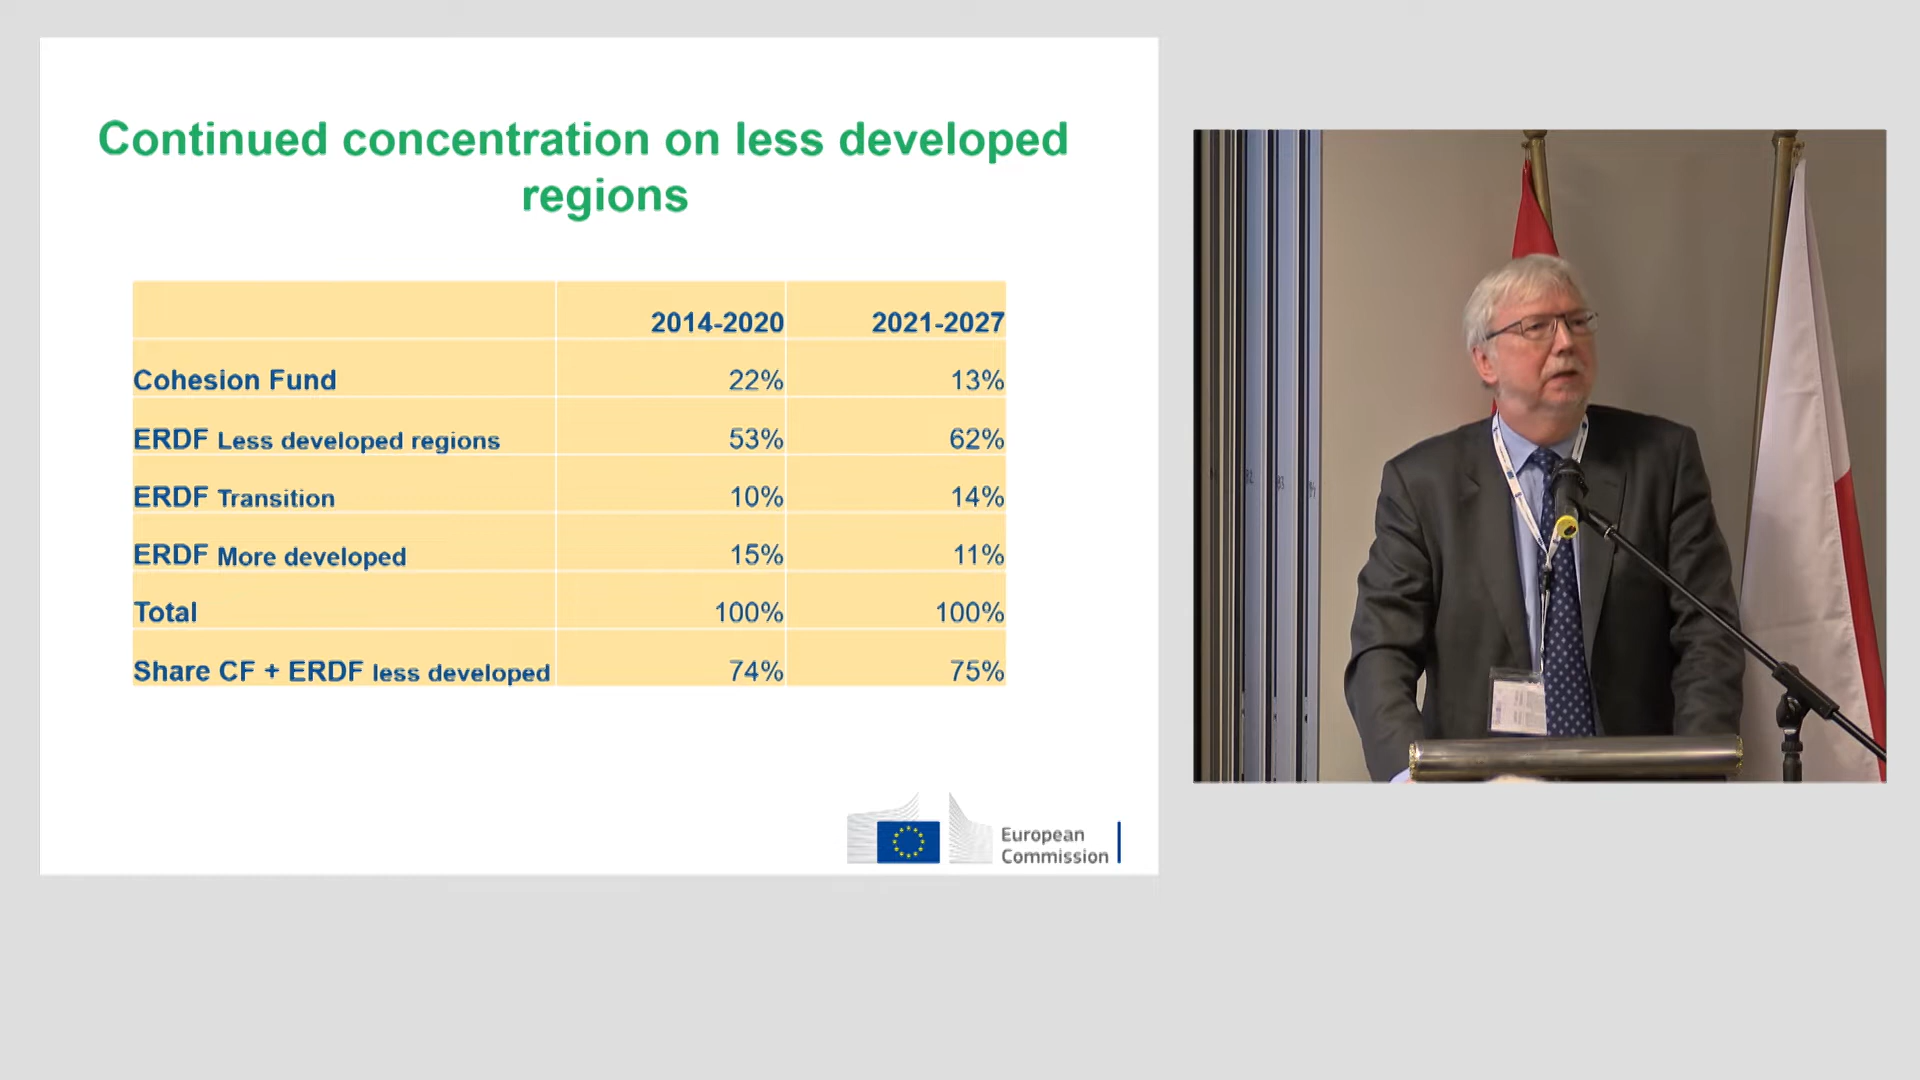 Continued concentration on less developed
regions
2014-2020 2021-2027
Cohesion Fund 22% 13%
ERDF Less developed regions 53% 62%
ERDF Transition 10% 14%
ERDF More developed 15% 11%
Total 100% 100%
Share CF + ERDF less developed 74% 75%
European
Commission